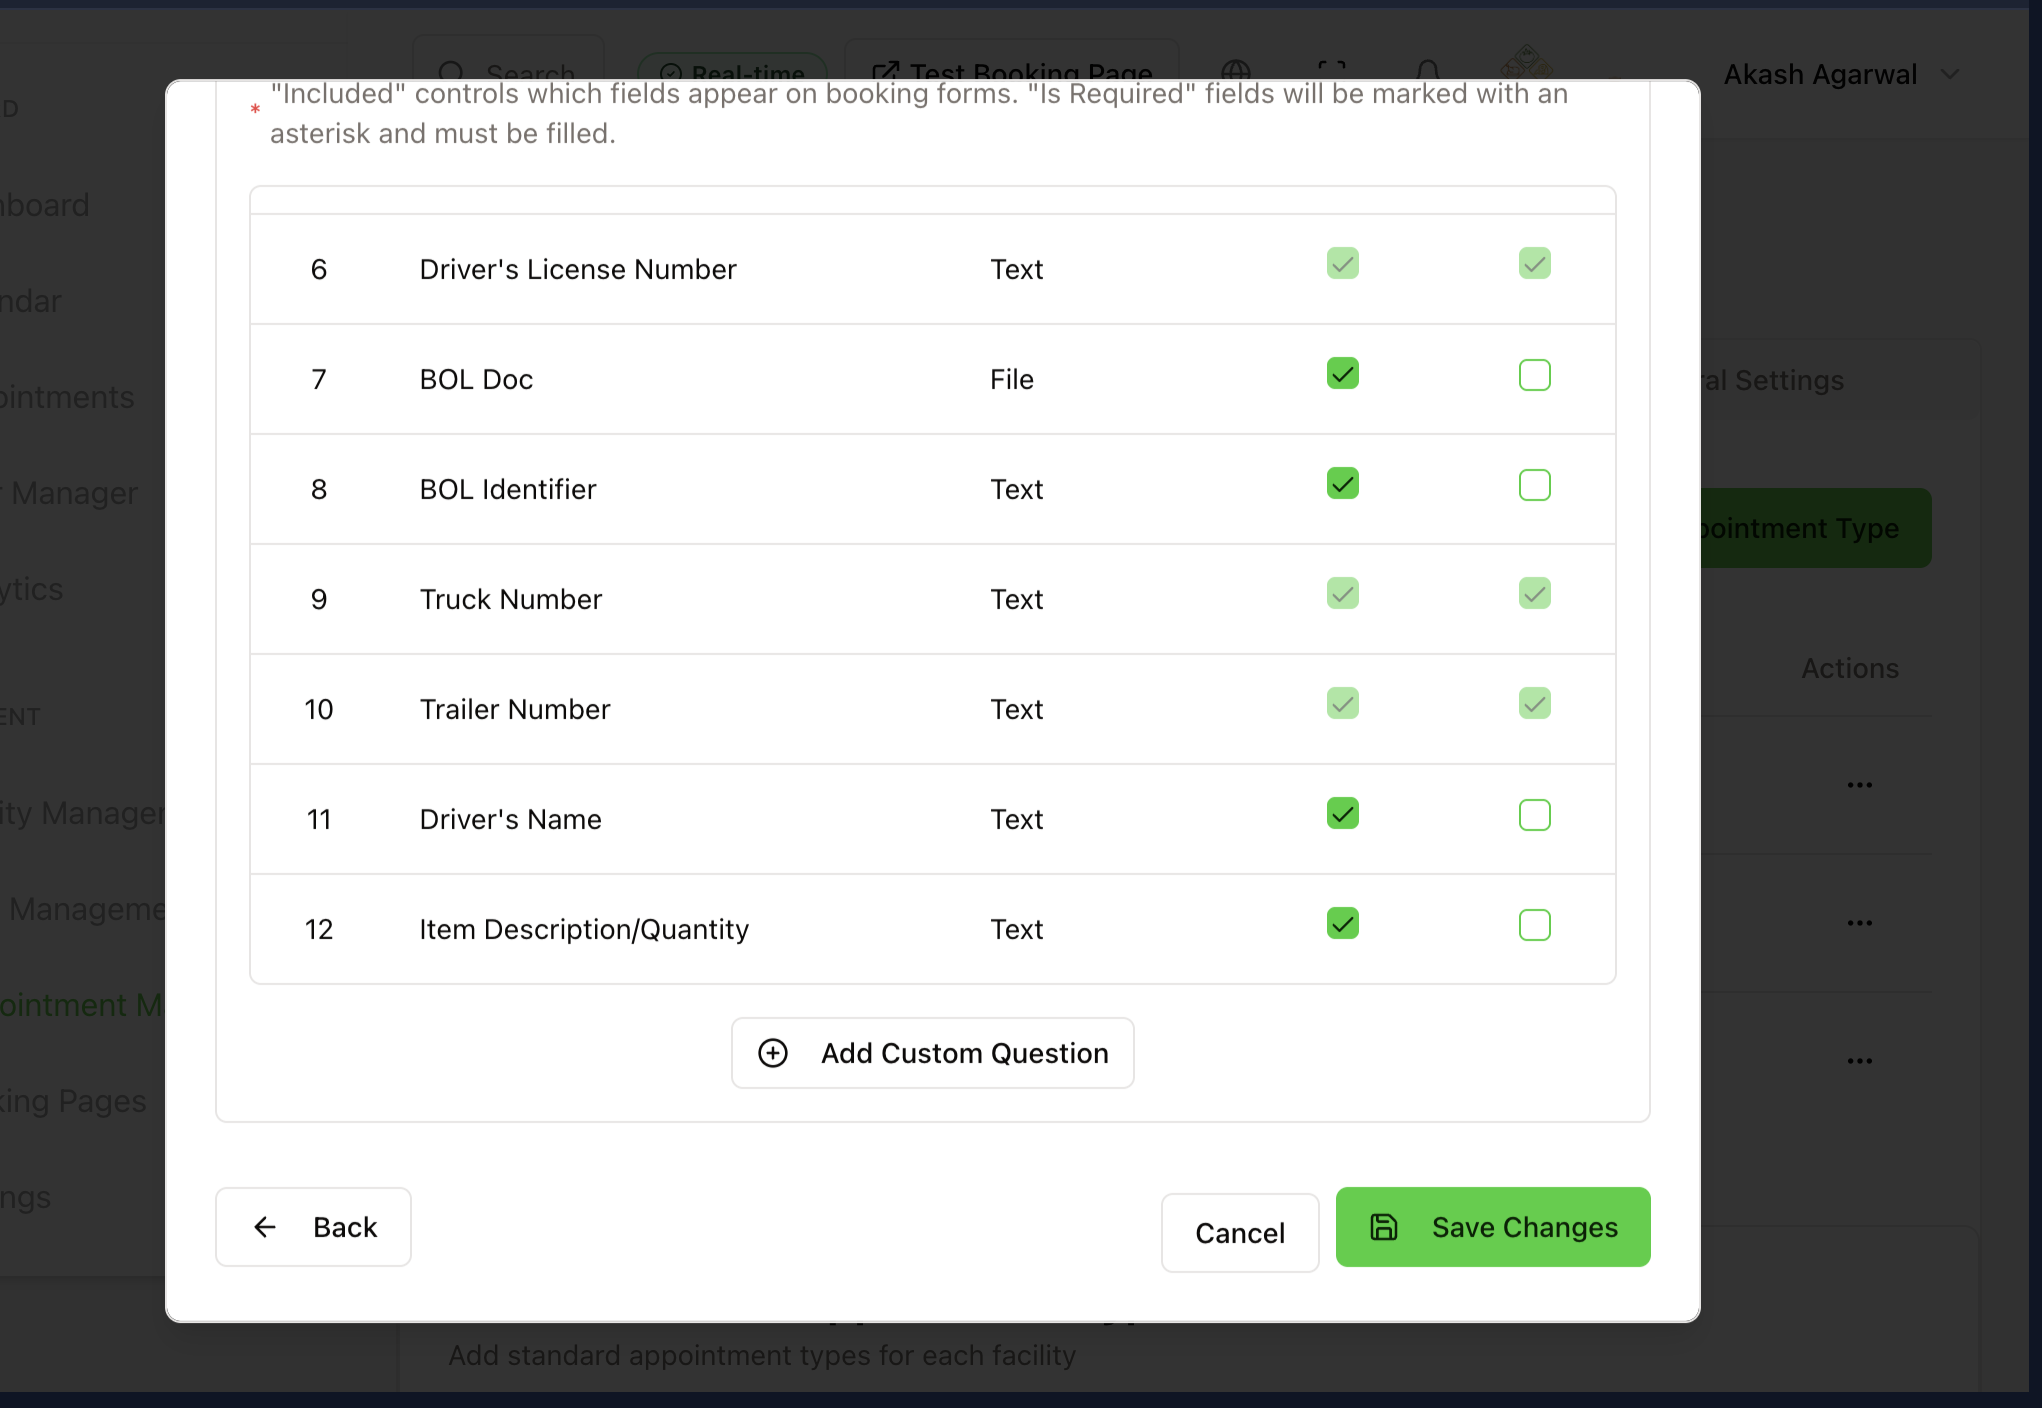 Search
Real-time
Test Booking Page
Akash Agarwal
"Included" controls which fields appear on booking forms. "Is Required" fields will be marked with an
* asterisk and must be filled.
6 Driver's License Number Text
7 BOL Doc File
8 BOL Identifier Text
9 Truck Number Text
10 Trailer Number Text
11 Driver's Name Text
12 Item Description/Quantity Text
Add Custom Question
Back
Cancel
Save Changes
D
board
ndar
ointments
r Manager
ytics
ENT
ity Manager
Manageme
ointment M
king Pages
ngs
al Settings
pointment Type
Actions
...
...
...
Add standard appointment types for each facility